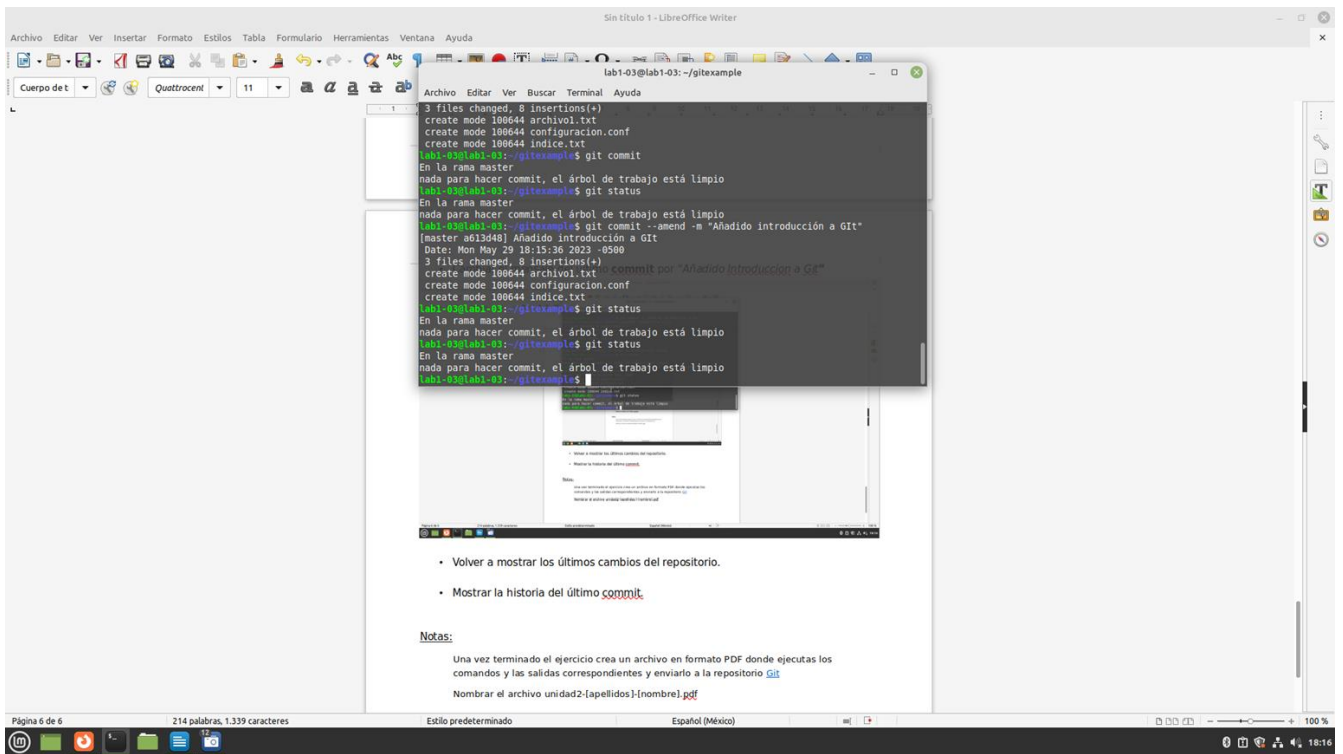 Sin título 1 - LibreOffice Writer
Archivo Editar Ver Insertar Formato Estilos Tabla Formulario Herramientas Ventana Ayuda
Cuerpo de t Quattrocent 11
lab1-03@lab1-03: ~/gitexample
Archivo Editar Ver Buscar Terminal Ayuda
3 files changed, 8 insertions(+)
create mode 100644 archivo1.txt
create mode 100644 configuracion.conf
create mode 100644 indice.txt
lab1-03@lab1-03:~/gitexample$ git commit
En la rama master
nada para hacer commit, el árbol de trabajo está limpio
lab1-03@lab1-03:~/gitexample$ git status
En la rama master
nada para hacer commit, el árbol de trabajo está limpio
lab1-03@lab1-03:~/gitexample$ git commit --amend -m "Añadido introducción a GIt"
[master a613d48] Añadido introducción a GIt
Date: Mon May 29 18:15:36 2023 -0500
3 files changed, 8 insertions(+)
commit por "Añadido Introduccion a Git"
create mode 100644 archivo1.txt
create mode 100644 configuracion.conf
create mode 100644 indice.txt
lab1-03@lab1-03:~/gitexample$ git status
En la rama master
nada para hacer commit, el árbol de trabajo está limpio
lab1-03@lab1-03:~/gitexample$ git status
En la rama master
nada para hacer commit, el árbol de trabajo está limpio
lab1-03@lab1-03:~/gitexample$
• Volver a mostrar los últimos cambios del repositorio.
• Mostrar la historia del último commit.
Notas:
Una vez terminado el ejercicio crea un archivo en formato PDF donde ejecutas los
comandos y las salidas correspondientes y enviarlo a la repositorio Git
Nombrar el archivo unidad2-[apellidos]-[nombre].pdf
Página 6 de 6 214 palabras, 1.339 caracteres Estilo predeterminado Español (México) 100 %
12 18:16